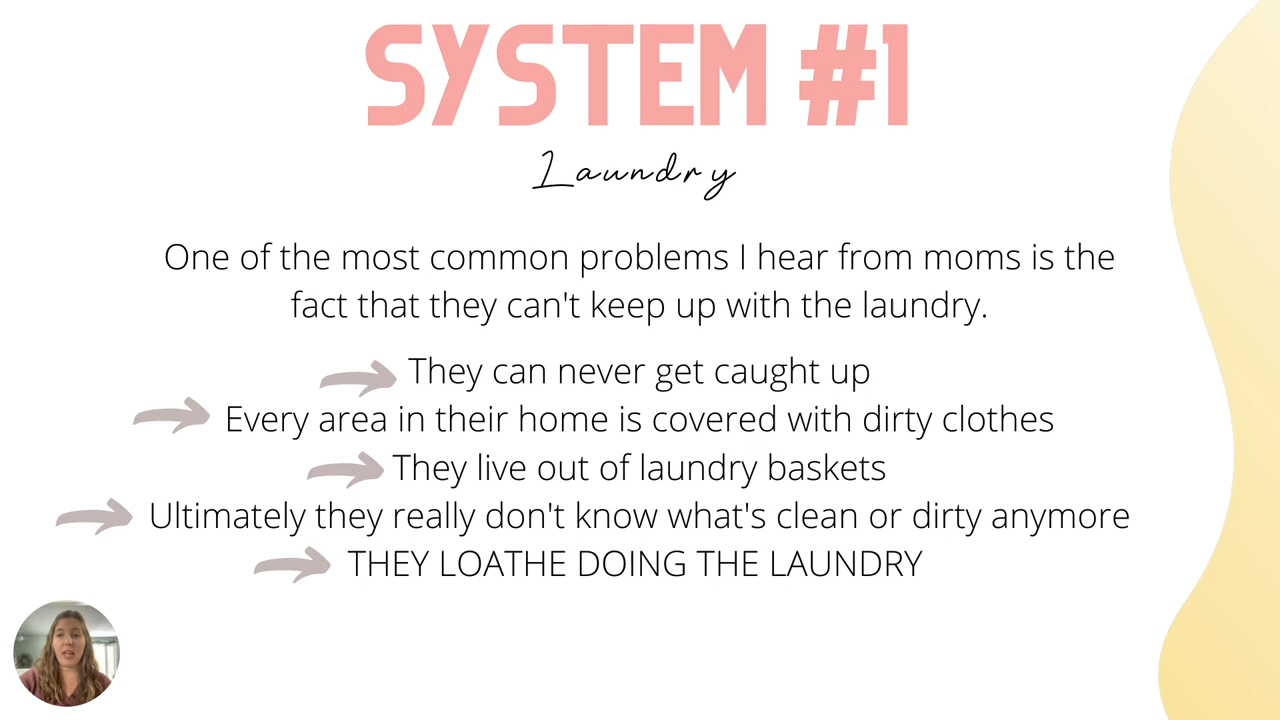 SYSTEM #1
Laundry
One of the most common problems I hear from moms is the
fact that they can't keep up with the laundry.
They can never get caught up
Every area in their home is covered with dirty clothes
They live out of laundry baskets
Ultimately they really don't know what's clean or dirty anymore
THEY LOATHE DOING THE LAUNDRY